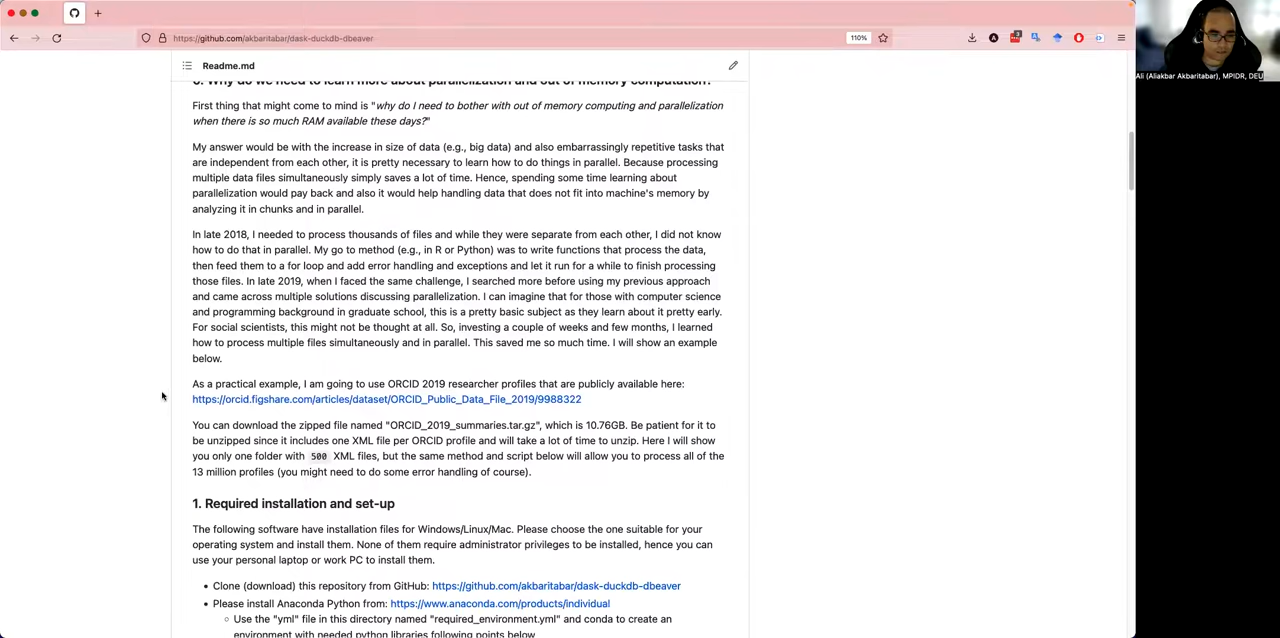 https://github.com/akbaritabar/dask-duckdb-dbeaver
110%
Ali (Aliakbar Akbaritabar), MPIDR, DEU
Readme.md
0. Why do we need to learn more about parallelization and out of memory computation?
First thing that might come to mind is "why do I need to bother with out of memory computing and parallelization
when there is so much RAM available these days?"
My answer would be with the increase in size of data (e.g., big data) and also embarrassingly repetitive tasks that
are independent from each other, it is pretty necessary to learn how to do things in parallel. Because processing
multiple data files simultaneously simply saves a lot of time. Hence, spending some time learning about
parallelization would pay back and also it would help handling data that does not fit into machine's memory by
analyzing it in chunks and in parallel.
In late 2018, I needed to process thousands of files and while they were separate from each other, I did not know
how to do that in parallel. My go to method (e.g., in R or Python) was to write functions that process the data,
then feed them to a for loop and add error handling and exceptions and let it run for a while to finish processing
those files. In late 2019, when I faced the same challenge, I searched more before using my previous approach
and came across multiple solutions discussing parallelization. I can imagine that for those with computer science
and programming background in graduate school, this is a pretty basic subject as they learn about it pretty early.
For social scientists, this might not be thought at all. So, investing a couple of weeks and few months, I learned
how to process multiple files simultaneously and in parallel. This saved me so much time. I will show an example
below.
As a practical example, I am going to use ORCID 2019 researcher profiles that are publicly available here:
https://orcid.figshare.com/articles/dataset/ORCID_Public_Data_File_2019/9988322
You can download the zipped file named "ORCID_2019_summaries.tar.gz", which is 10.76GB. Be patient for it to
be unzipped since it includes one XML file per ORCID profile and will take a lot of time to unzip. Here I will show
you only one folder with 500 XML files, but the same method and script below will allow you to process all of the
13 million profiles (you might need to do some error handling of course).
1. Required installation and set-up
The following software have installation files for Windows/Linux/Mac. Please choose the one suitable for your
operating system and install them. None of them require administrator privileges to be installed, hence you can
use your personal laptop or work PC to install them.
• Clone (download) this repository from GitHub: https://github.com/akbaritabar/dask-duckdb-dbeaver
• Please install Anaconda Python from: https://www.anaconda.com/products/individual
○ Use the "yml" file in this directory named "required_environment.yml" and conda to create an
environment with needed python libraries following points below